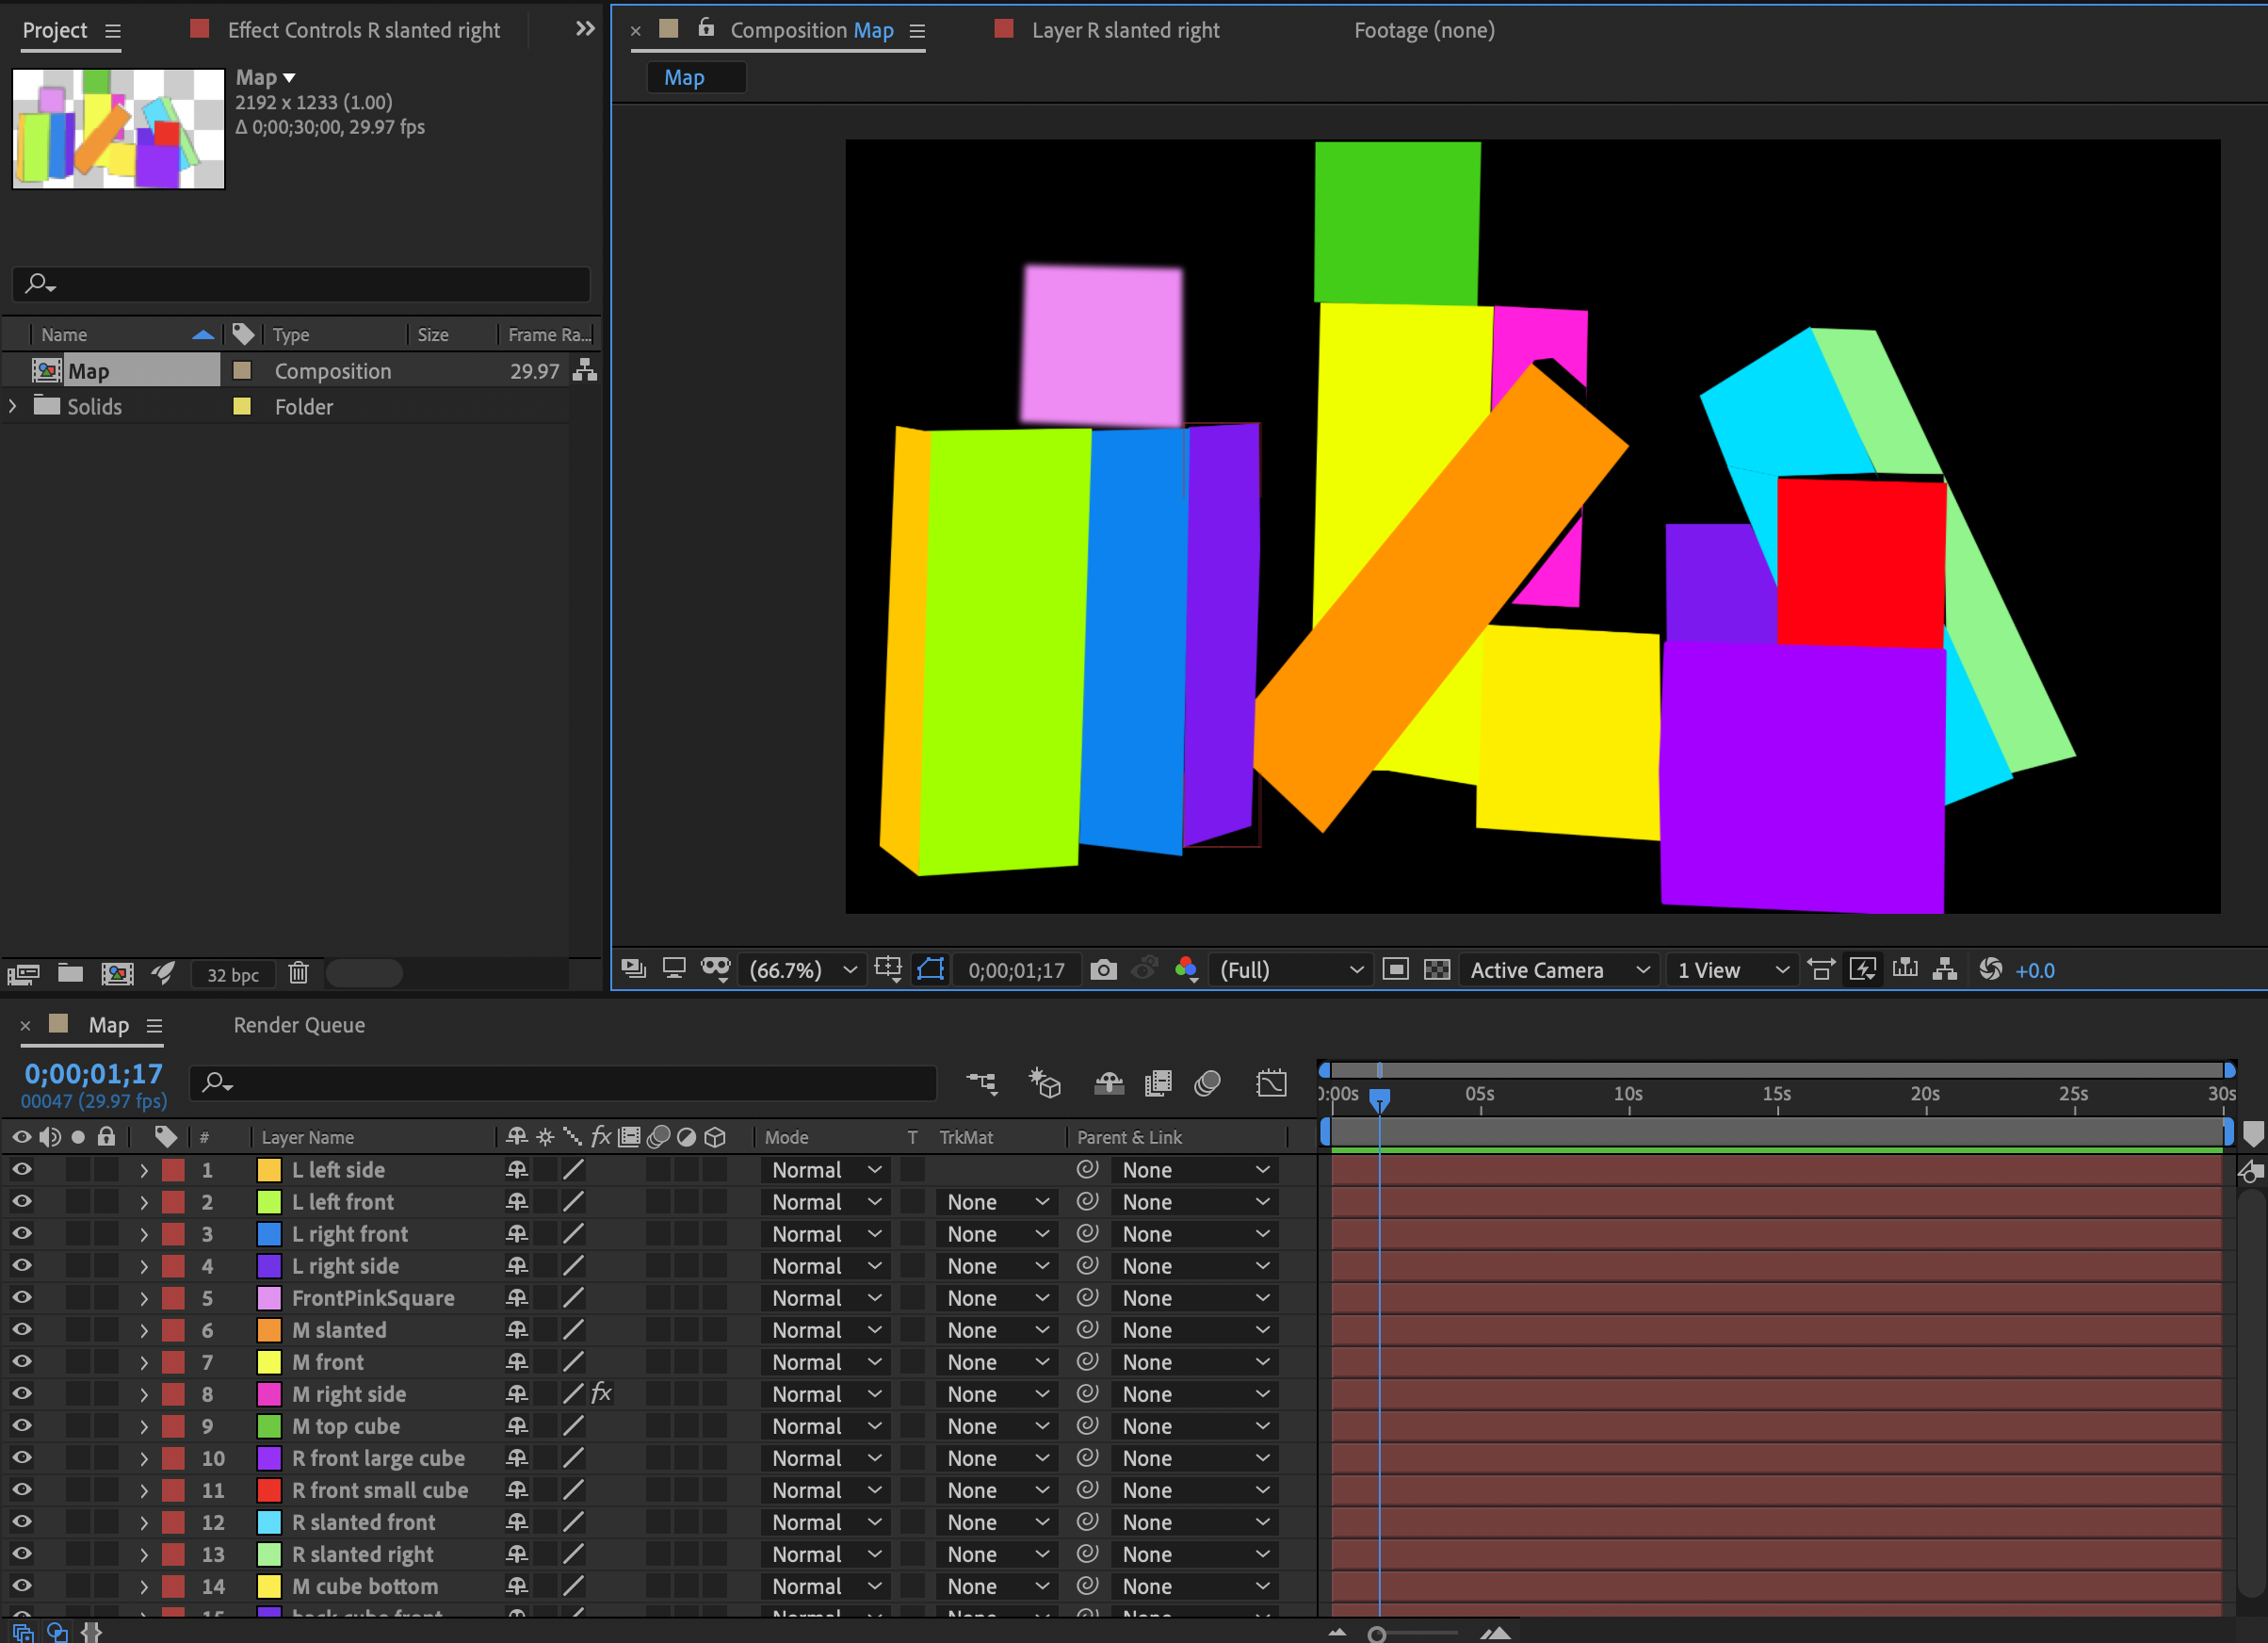 Project
Effect Controls R slanted right
Composition Map
Layer R slanted right
Footage (none)
Map
Map
2192 x 1233 (1.00)
Δ 0;00;30;00, 29.97 fps
Name
Type
Size
Frame Ra...
Map
Composition
29.97
Solids
Folder
32 bpc
(66.7%)
0;00;01;17
(Full)
Active Camera
1 View
+0.0
Map
Render Queue
0;00;01;17
00047 (29.97 fps)
0:00s 05s 10s 15s 20s 25s 30s
# Layer Name fx Mode T TrkMat Parent & Link
1 L left side Normal None
2 L left front Normal None None
3 L right front Normal None None
4 L right side Normal None None
5 FrontPinkSquare Normal None None
6 M slanted Normal None None
7 M front Normal None None
8 M right side fx Normal None None
9 M top cube Normal None None
10 R front large cube Normal None None
11 R front small cube Normal None None
12 R slanted front Normal None None
13 R slanted right Normal None None
14 M cube bottom Normal None None
15 back cube front Normal None None